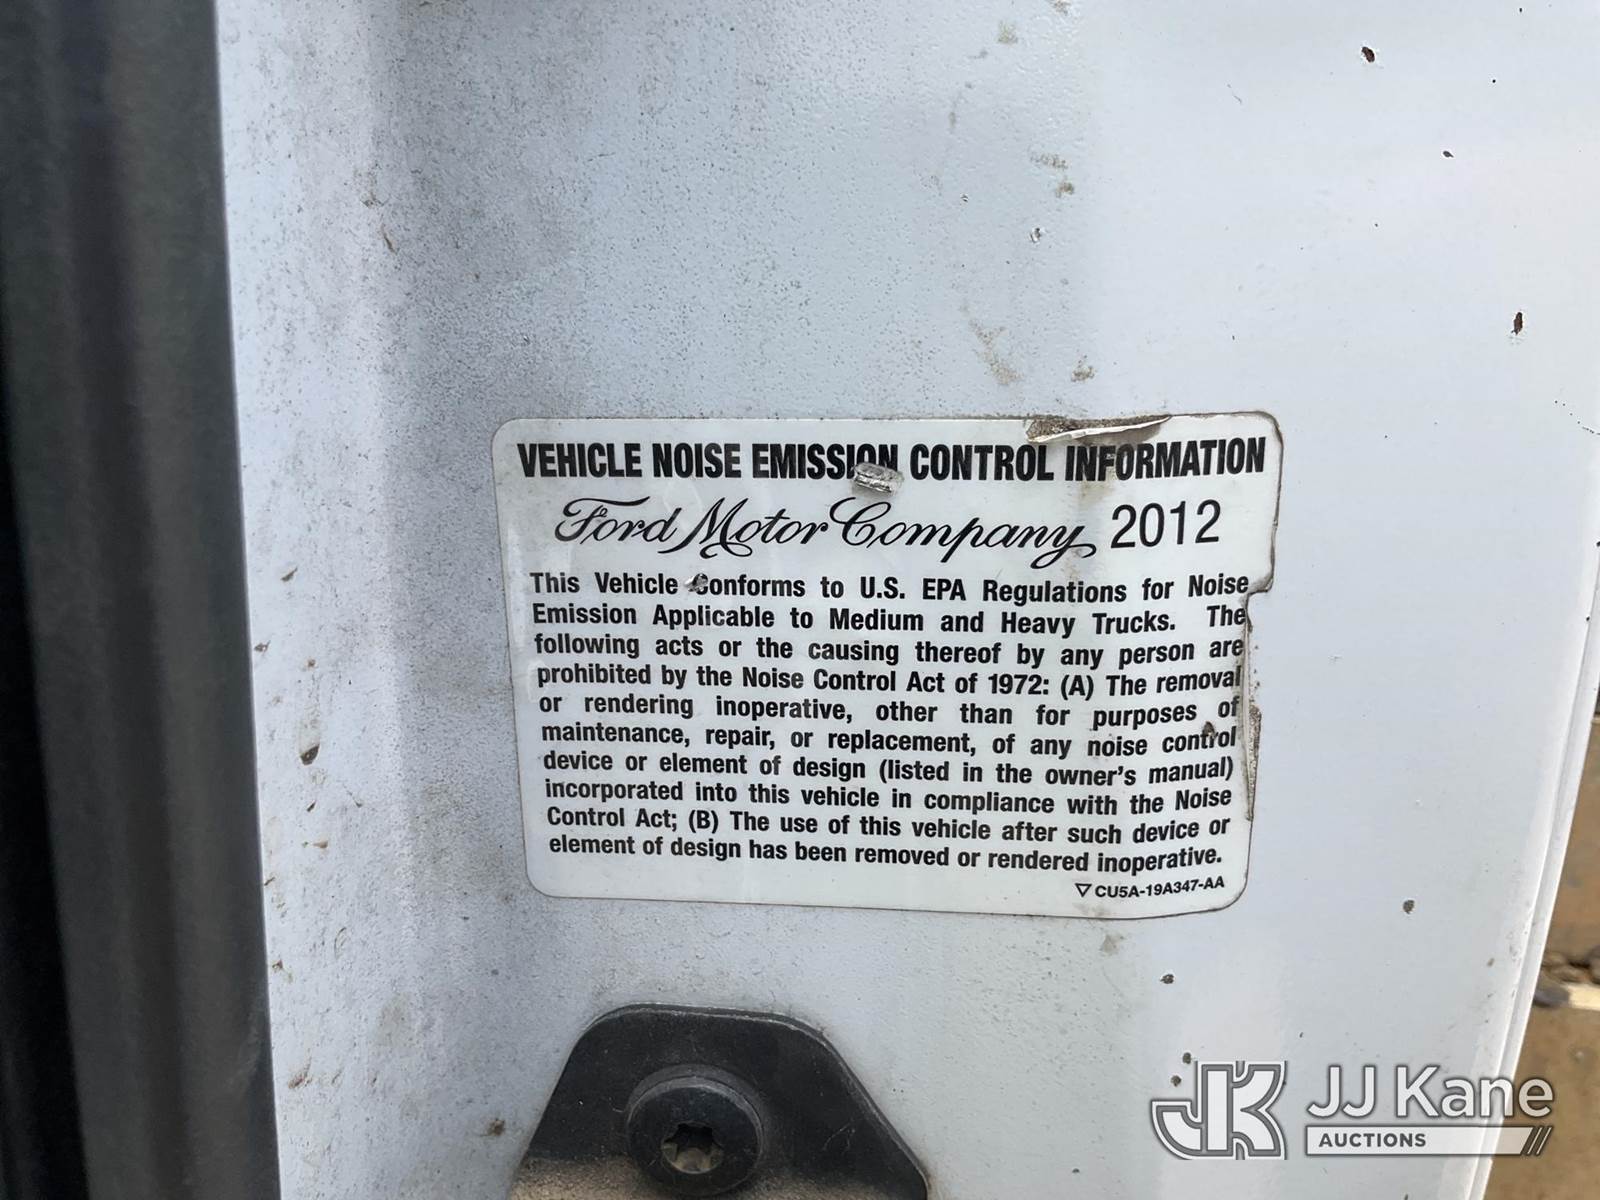 VEHICLE NOISE EMISSION CONTROL INFORMATION
Ford Motor Company 2012
This Vehicle Conforms to U.S. EPA Regulations for Noise
Emission Applicable to Medium and Heavy Trucks. The
following acts or the causing thereof by any person are
prohibited by the Noise Control Act of 1972: (A) The removal
or rendering inoperative, other than for purposes of
maintenance, repair, or replacement, of any noise control
device or element of design (listed in the owner's manual)
incorporated into this vehicle in compliance with the Noise
Control Act; (B) The use of this vehicle after such device or
element of design has been removed or rendered inoperative.
▽ CU5A-19A347-AA
JJ Kane
AUCTIONS